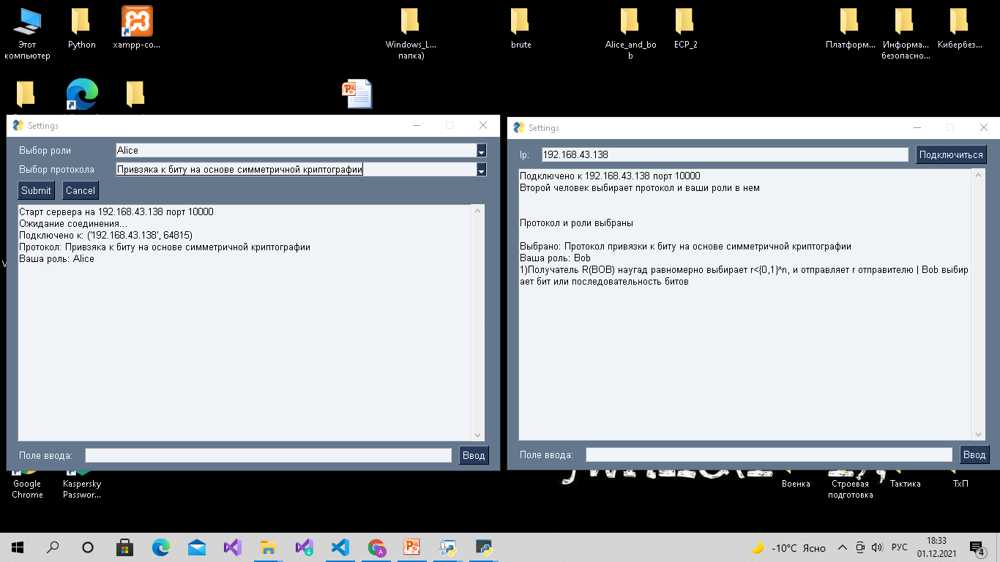 Этот
компьютер
Python
xampp-co...
Windows_L...
папка)
brute
Alice_and_bo
b
ECP_2
Платформ...
Информа...
безопасно...
Кибербез...
Settings
Выбор роли
Alice
Выбор протокола
Привзяка к биту на основе симметричной криптографии
Submit
Cancel
Старт сервера на 192.168.43.138 порт 10000
Ожидание соединения...
Подключено к: ('192.168.43.138', 64815)
Протокол: Привзяка к биту на основе симметричной криптографии
Ваша роль: Alice
Поле ввода:
Ввод
Settings
Ip:
192.168.43.138
Подключиться
Подключено к 192.168.43.138 порт 10000
Второй человек выбирает протокол и ваши роли в нем
Протокол и роли выбраны
Выбрано: Протокол привязки к биту на основе симметричной криптографии
Ваша роль: Bob
1)Получатель R(BOB) наугад равномерно выбирает r<{0,1}^n, и отправляет r отправителю | Bob выбир
ает бит или последовательность битов
Поле ввода:
Ввод
Google
Chrome
Kaspersky
Passwor...
Военка
Строевая
подготовка
Тактика
ТхП
-10°C Ясно
РУС
18:33
01.12.2021
4